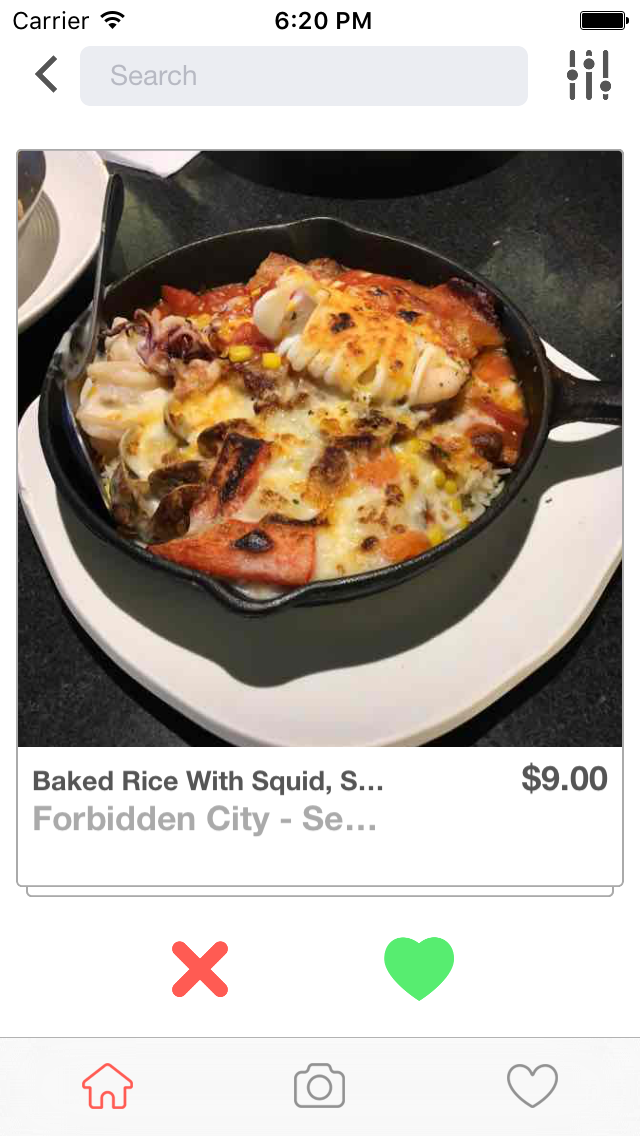 Carrier 6:20 PM
Search
Baked Rice With Squid, S... $9.00
Forbidden City - Se...